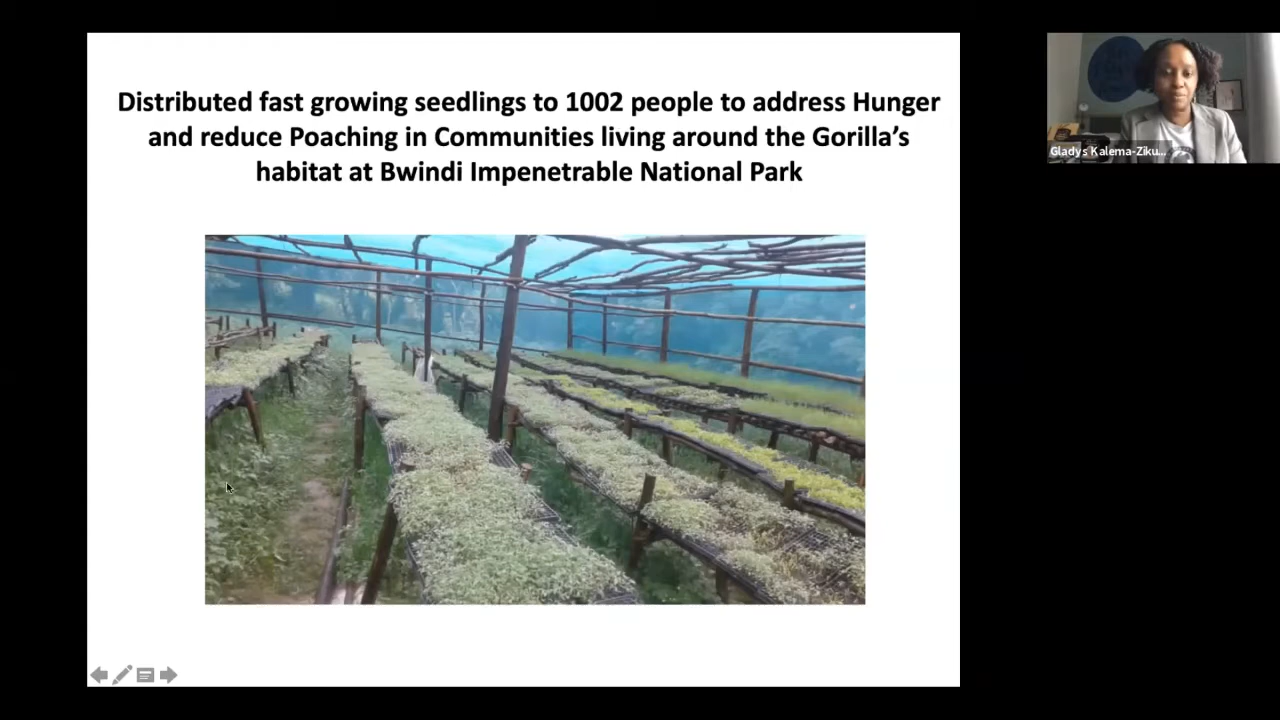 Distributed fast growing seedlings to 1002 people to address Hunger
and reduce Poaching in Communities living around the Gorilla’s
habitat at Bwindi Impenetrable National Park
Gladys Kalema-Ziku...